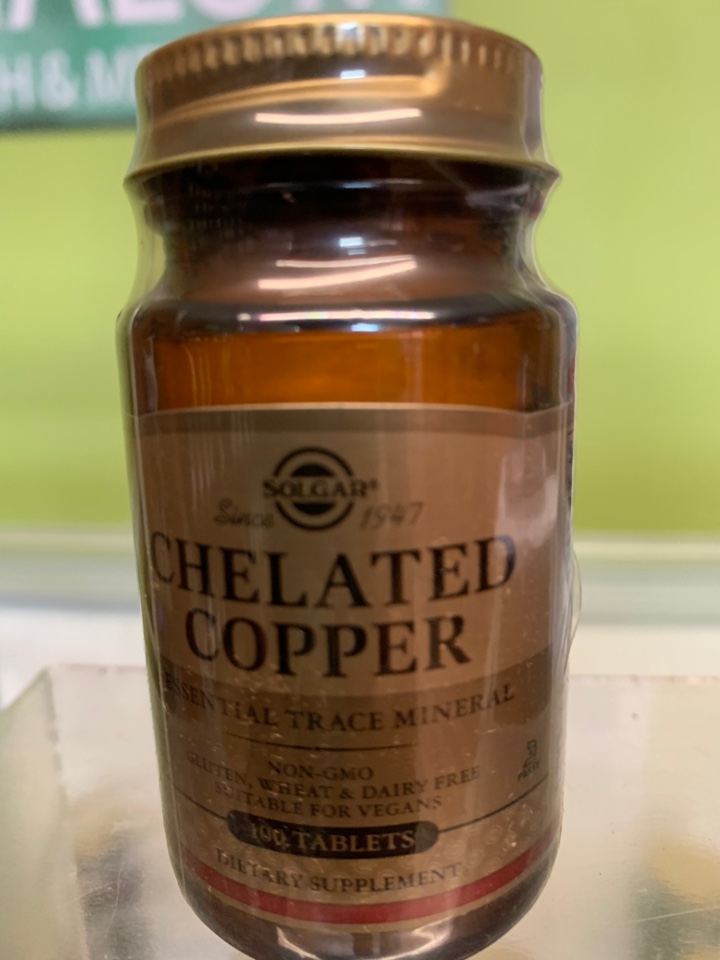 H & M
SOLGAR®
Since 1947
CHELATED
COPPER
ESSENTIAL TRACE MINERAL
NON-GMO
GLUTEN, WHEAT & DAIRY FREE
SUITABLE FOR VEGANS
100 TABLETS
DIETARY SUPPLEMENT